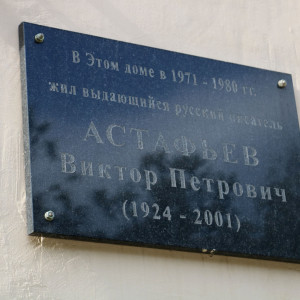 В Этом доме в 1971 - 1980 гг.
жил выдающийся русский писатель
АСТАФЬЕВ
Виктор Петрович
(1924 - 2001)